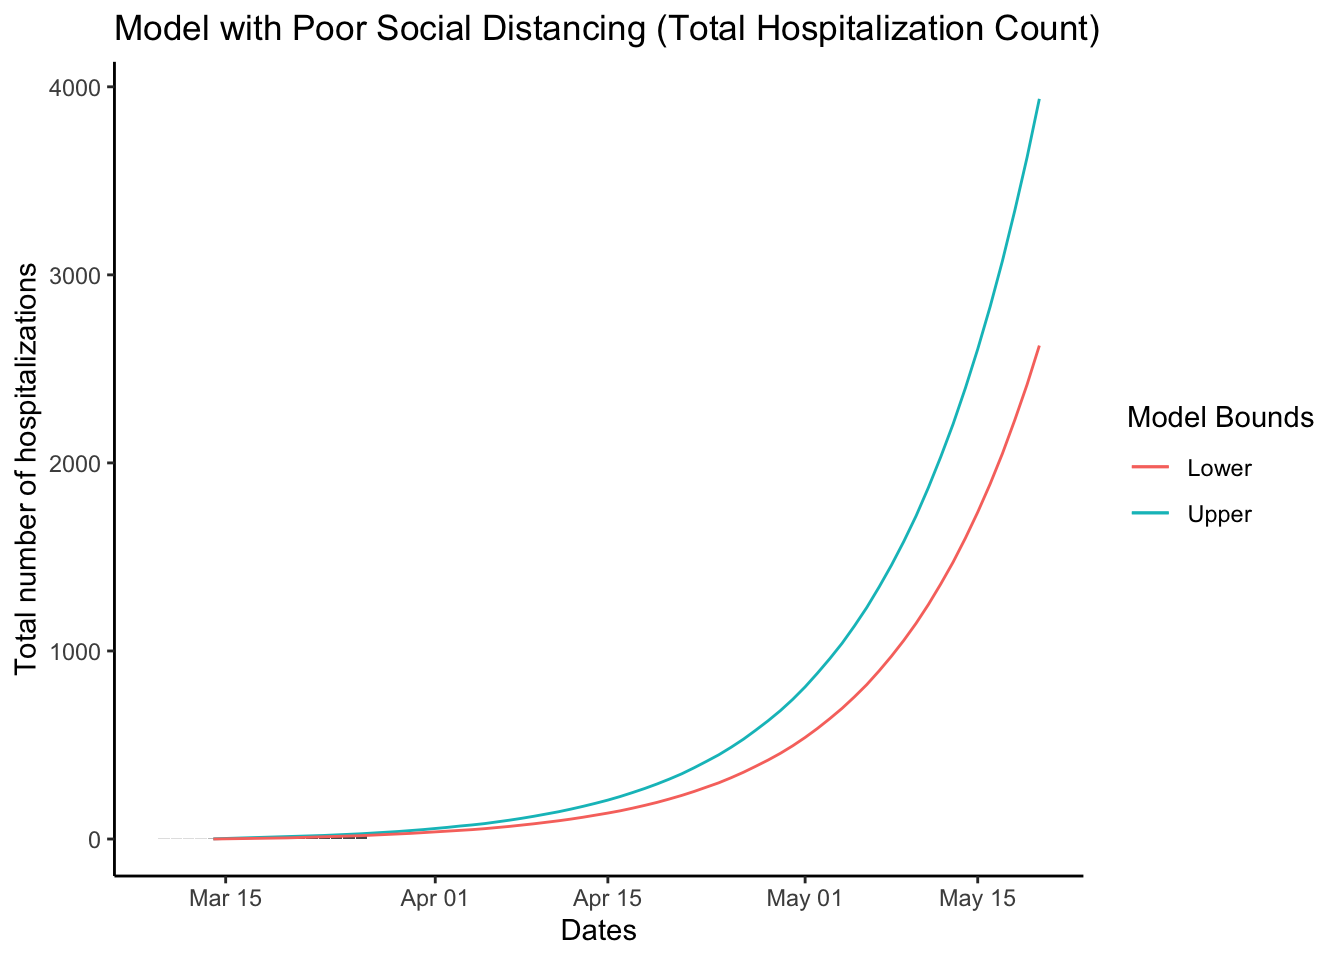 Model with Poor Social Distancing (Total Hospitalization Count)
Total number of hospitalizations
4000
3000
2000
1000
0
Mar 15
Apr 01
Apr 15
May 01
May 15
Dates
Model Bounds
Lower
Upper